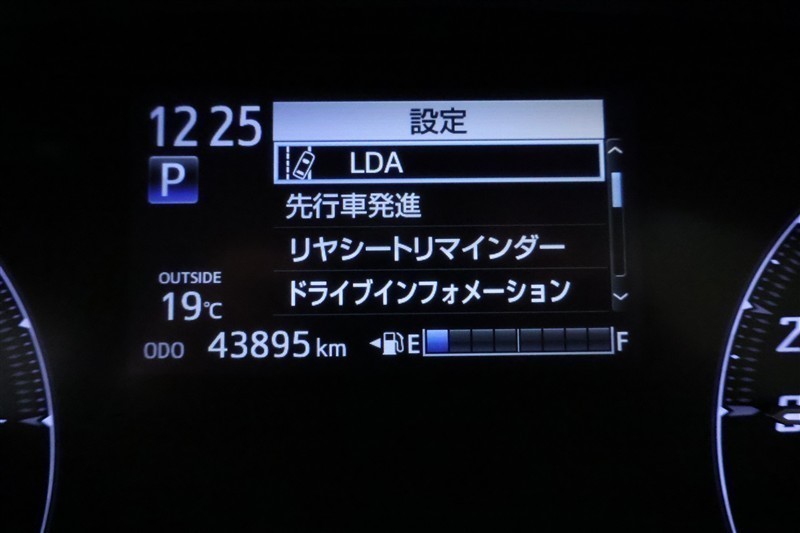 12 25
設定
P
LDA
先行車発進
リヤシートリマインダー
ドライブインフォメーション
OUTSIDE
19℃
ODO 43895 km
E F
2